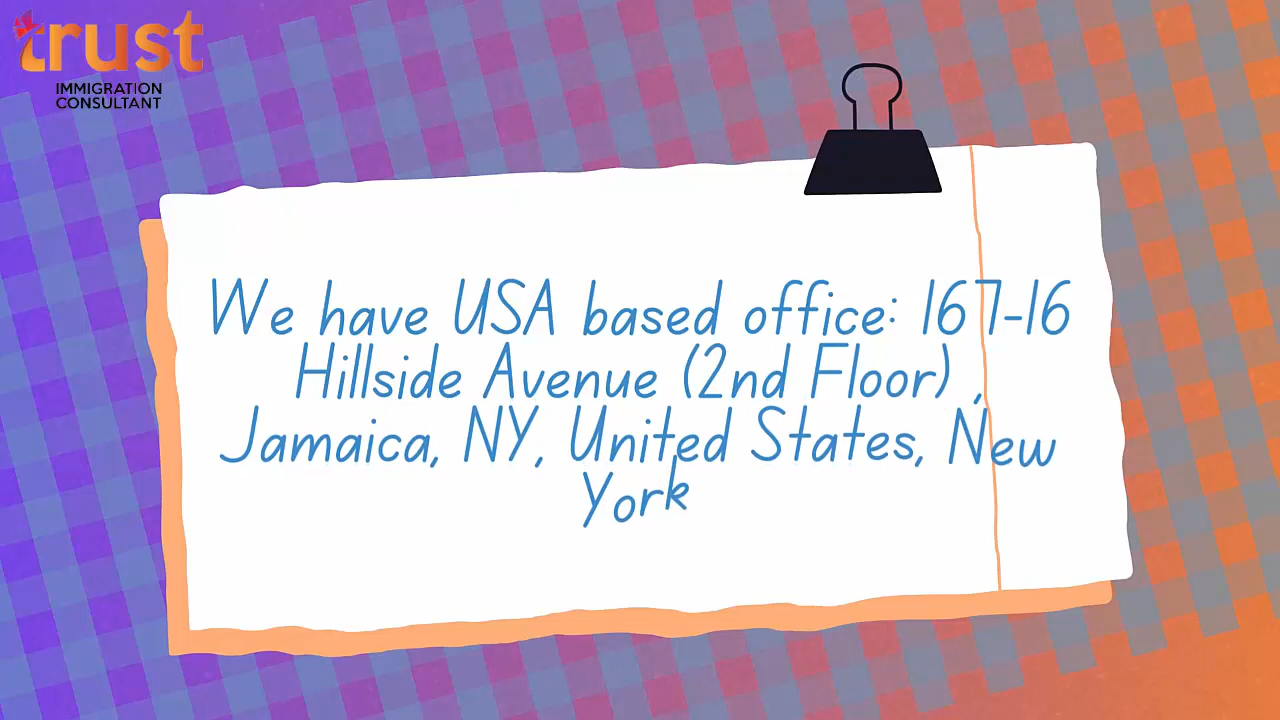 trust
IMMIGRATION
CONSULTANT
We have USA based office: 167-16
Hillside Avenue (2nd Floor) ,
Jamaica, NY, United States, New
York